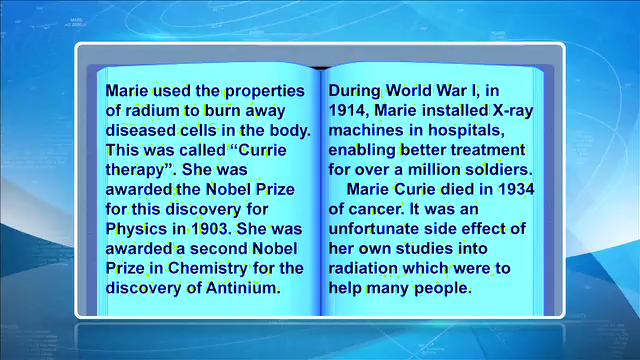 Marie used the properties
of radium to burn away
diseased cells in the body.
This was called “Currie
therapy”. She was
awarded the Nobel Prize
for this discovery for
Physics in 1903. She was
awarded a second Nobel
Prize in Chemistry for the
discovery of Antinium.
During World War I, in
1914, Marie installed X-ray
machines in hospitals,
enabling better treatment
for over a million soldiers.
Marie Curie died in 1934
of cancer. It was an
unfortunate side effect of
her own studies into
radiation which were to
help many people.